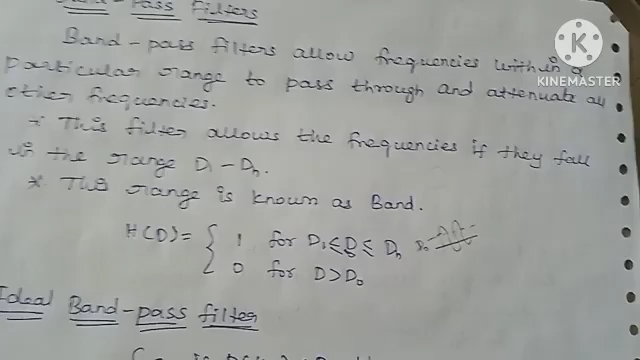 Band-Pass Filters
Band-pass filters allow frequencies within a
particular range to pass through and attenuate all
other frequencies.
* This filter allows the frequencies if they fall
in the range D₁-Dₕ.
* This range is known as Band.
H(D)= { 1 for D₁≤D≤ Dₕ
0 for D>D₀
Ideal Band-pass filter
KINEMASTER